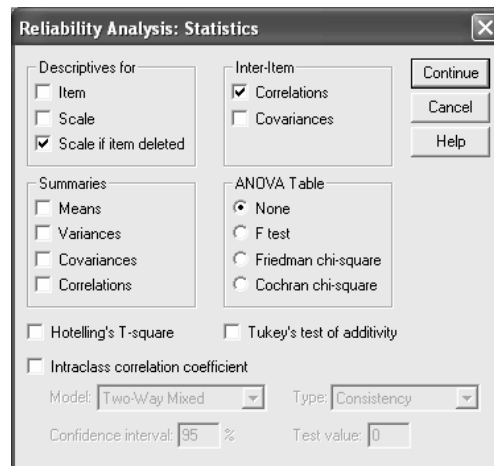 Reliability Analysis: Statistics
Descriptives for
Item
Scale
Scale if item deleted
Inter-Item
Correlations
Covariances
Continue
Cancel
Help
Summaries
Means
Variances
Covariances
Correlations
ANOVA Table
None
F test
Friedman chi-square
Cochran chi-square
Hotelling's T-square
Tukey's test of additivity
Intraclass correlation coefficient
Model: Two-Way Mixed Type: Consistency
Confidence interval: 95 % Test value: 0